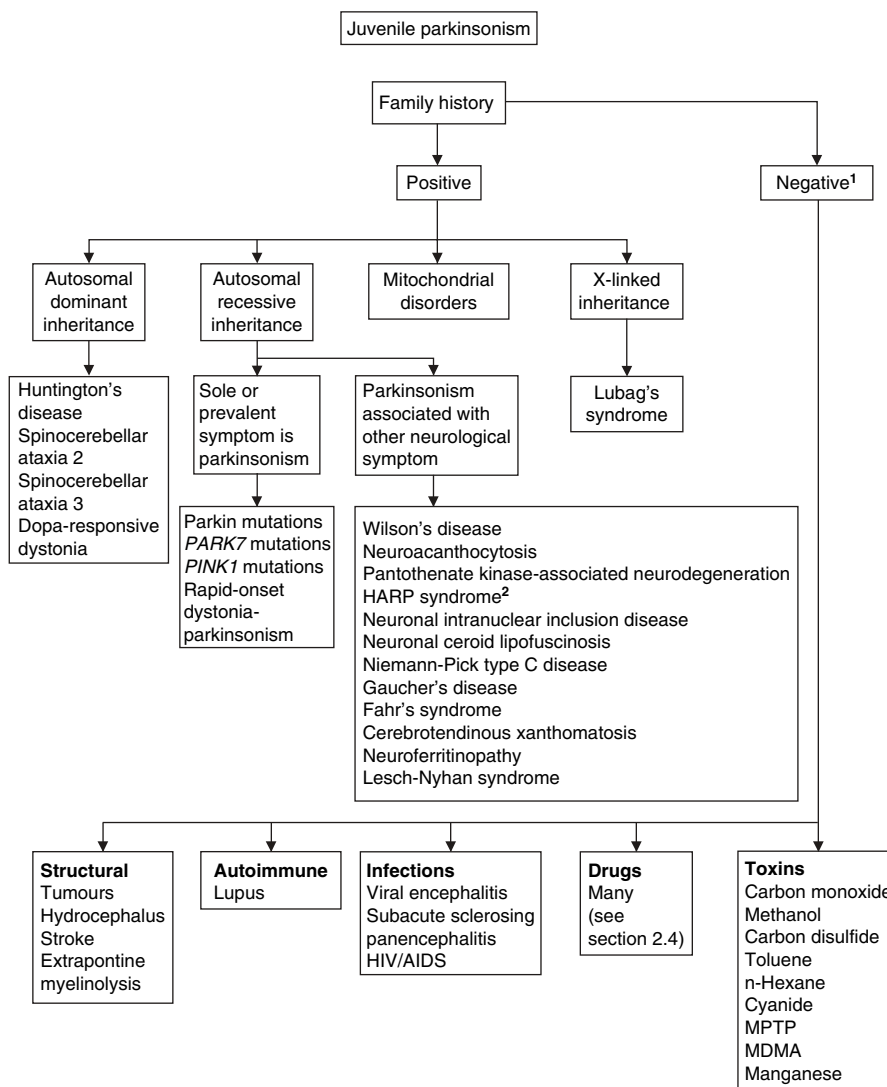 Juvenile parkinsonism
Family history
Positive
Negative¹
Autosomal
dominant
inheritance
Autosomal
recessive
inheritance
Mitochondrial
disorders
X-linked
inheritance
Huntington's
disease
Spinocerebellar
ataxia 2
Spinocerebellar
ataxia 3
Dopa-responsive
dystonia
Sole or
prevalent
symptom is
parkinsonism
Parkinsonism
associated with
other neurological
symptom
Lubag's
syndrome
Parkin mutations
PARK7 mutations
PINK1 mutations
Rapid-onset
dystonia-
parkinsonism
Wilson's disease
Neuroacanthocytosis
Pantothenate kinase-associated neurodegeneration
HARP syndrome²
Neuronal intranuclear inclusion disease
Neuronal ceroid lipofuscinosis
Niemann-Pick type C disease
Gaucher's disease
Fahr's syndrome
Cerebrotendinous xanthomatosis
Neuroferritinopathy
Lesch-Nyhan syndrome
Structural
Tumours
Hydrocephalus
Stroke
Extrapontine
myelinolysis
Autoimmune
Lupus
Infections
Viral encephalitis
Subacute sclerosing
panencephalitis
HIV/AIDS
Drugs
Many
(see
section 2.4)
Toxins
Carbon monoxide
Methanol
Carbon disulfide
Toluene
n-Hexane
Cyanide
MPTP
MDMA
Manganese